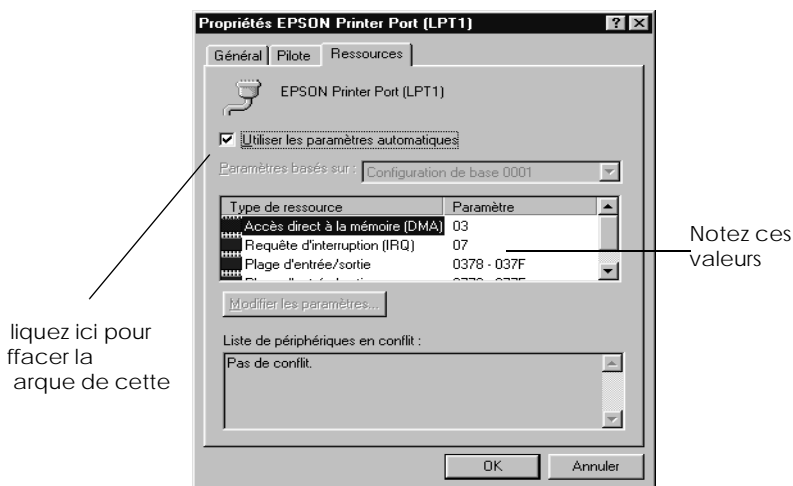 Propriétés EPSON Printer Port (LPT1)
Général Pilote Ressources
EPSON Printer Port (LPT1)
Utiliser les paramètres automatiques
Paramètres basés sur : Configuration de base 0001
Type de ressource Paramètre
Accès direct à la mémoire (DMA) 03
Requête d'interruption (IRQ) 07
Plage d'entrée/sortie 0378 - 037F
Modifier les paramètres...
Liste de périphériques en conflit :
Pas de conflit.
OK Annuler
Notez ces
valeurs
liquez ici pour
ffacer la
arque de cette